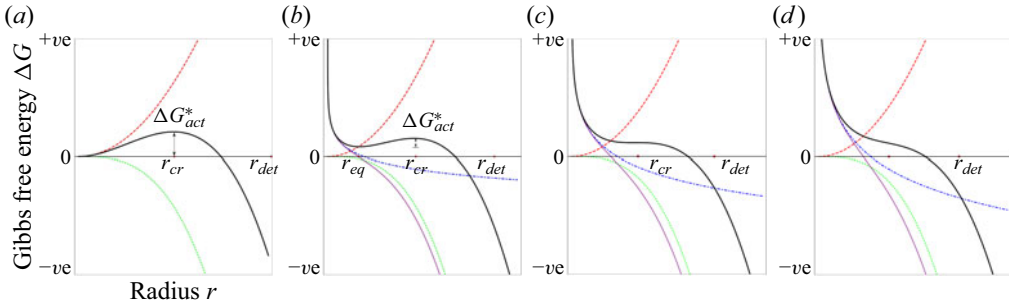 (a)
(b)
(c)
(d)
Gibbs free energy ΔG
+ve
0
−ve
ΔG*act
rcr
rdet
Radius r
+ve
0
−ve
ΔG*act
req
rcr
rdet
+ve
0
−ve
rcr
rdet
+ve
0
−ve
rdet